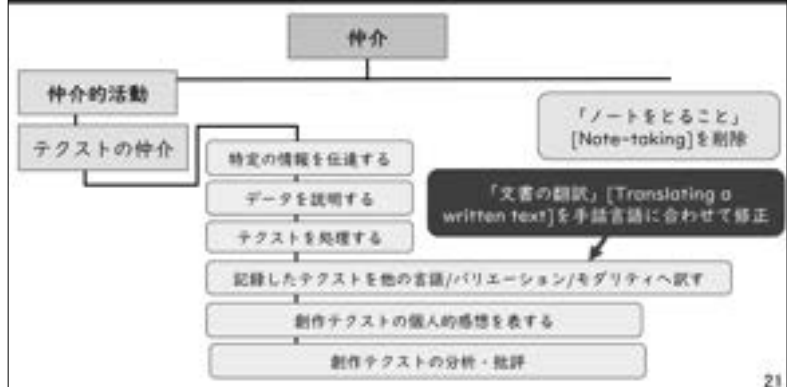 仲介
仲介的活動
テクストの仲介
「ノートをとること」
[Note-taking]を削除
特定の情報を伝達する
データを説明する
テクストを処理する
「文書の翻訳」[Translating a
written text]を手話言語に合わせて修正
記録したテクストを他の言語/バリエーション/モダリティへ訳す
創作テクストの個人的感想を表する
創作テクストの分析・批評
21